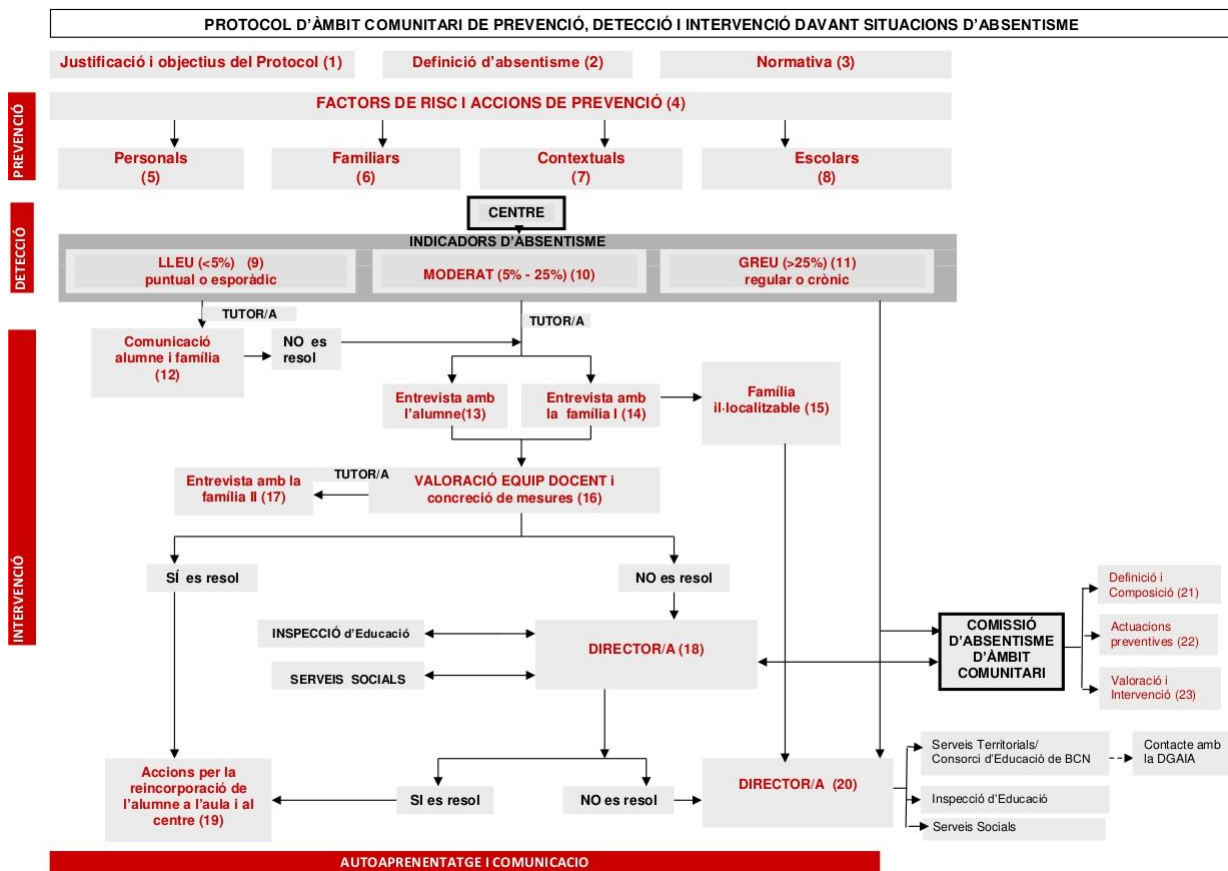 PROTOCOL D'ÀMBIT COMUNITARI DE PREVENCIÓ, DETECCIÓ I INTERVENCIÓ DAVANT SITUACIONS D'ABSENTISME
Justificació i objectius del Protocol (1)
Definició d'absentisme (2)
Normativa (3)
PREVENCIÓ
FACTORS DE RISC I ACCIONS DE PREVENCIÓ (4)
Personals
(5)
Familiars
(6)
Contextuals
(7)
Escolars
(8)
DETECCIÓ
CENTRE
INDICADORS D'ABSENTISME
LLEU (<5%) (9)
puntual o esporàdic
MODERAT (5% - 25%) (10)
GREU (>25%) (11)
regular o crònic
INTERVENCIÓ
TUTOR/A
TUTOR/A
Comunicació
alumne i família
(12)
NO es
resol
Entrevista amb
l'alumne(13)
Entrevista amb
la família I (14)
Família
il·localitzable (15)
TUTOR/A
Entrevista amb la
família II (17)
VALORACIÓ EQUIP DOCENT i
concreció de mesures (16)
SÍ es resol
NO es resol
INSPECCIÓ d'Educació
SERVEIS SOCIALS
DIRECTOR/A (18)
COMISSIÓ
D'ABSENTISME
D'ÀMBIT
COMUNITARI
Definició i
Composició (21)
Actuacions
preventives (22)
Valoració i
Intervenció (23)
Accions per la
reincorporació de
l'alumne a l'aula i al
centre (19)
SI es resol
NO es resol
DIRECTOR/A (20)
Serveis Territorials/
Consorci d'Educació de BCN
Contacte amb
la DGAIA
Inspecció d'Educació
Serveis Socials
AUTOAPRENENTATGE I COMUNICACIO